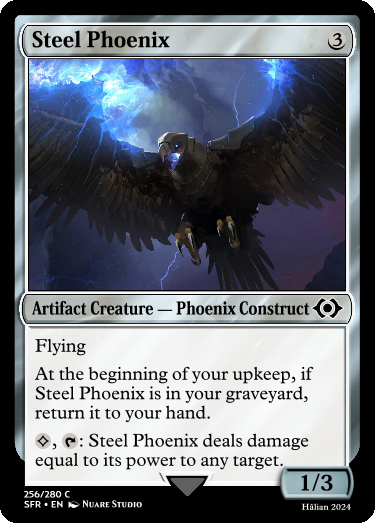 Steel Phoenix 3
Artifact Creature — Phoenix Construct
Flying
At the beginning of your upkeep, if
Steel Phoenix is in your graveyard,
return it to your hand.
: Steel Phoenix deals damage
equal to its power to any target.
1/3
256/280 C
SFR • EN Nuare Studio
Hālian 2024